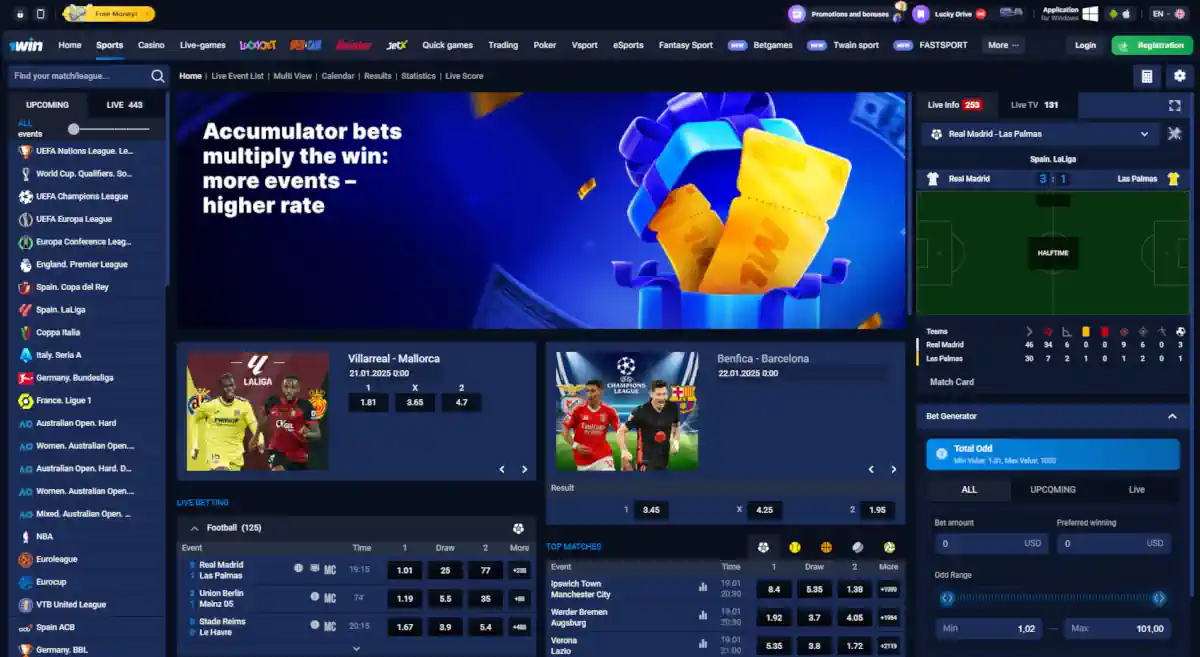 Free Money!
Promotions and bonuses
Lucky Drive
Application
for Windows
EN
1win
Home
Sports
Casino
Live-games
LUCKYJET
JetX
Quick games
Trading
Poker
Vsport
eSports
Fantasy Sport
NEW
Betgames
NEW
Twain sport
NEW
FASTSPORT
More ···
Login
Registration
Find your match/league...
Home | Live Event List | Multi View | Calendar | Results | Statistics | Live Score
UPCOMING
LIVE 443
ALL
events
UEFA Nations League. Le...
World Cup. Qualifiers. So...
UEFA Champions League
UEFA Europa League
Europa Conference Leag...
England. Premier League
Spain. Copa del Rey
Spain. LaLiga
Coppa Italia
Italy. Serie A
Germany. Bundesliga
France. Ligue 1
Australian Open. Hard
Women. Australian Open....
Australian Open. Hard. D...
Women. Australian Open....
Mixed. Australian Open. ...
NBA
Euroleague
Eurocup
VTB United League
Spain ACB
Germany, BBL
Accumulator bets
multiply the win:
more events –
higher rate
1W
LALIGA
Villarreal - Mallorca
21.01.2025 0:00
1 X 2
1.81 3.65 4.7
CHAMPIONS
LEAGUE
Benfica - Barcelona
22.01.2025 0:00
Result
1 3.45 X 4.25 2 1.95
LIVE BETTING
Football (125)
Event Time 1 Draw 2 More
Real Madrid
Las Palmas
MC 19:15 1.01 25 77
Union Berlin
Mainz 05
MC 74' 1.19 5.5 35
Stade Reims
Le Havre
MC 20:15 1.67 3.9 5.4
TOP MATCHES
Event Time 1 Draw 2 More
Ipswich Town
Manchester City
19.01
20:30
8.4 5.35 1.38
Werder Bremen
Augsburg
19.01
1.92 3.7 4.05
Verona
Lazio
19.01
5.35 3.8 1.72 +2119
Live Info 253
Live TV 131
Real Madrid - Las Palmas
Spain. LaLiga
Real Madrid 3 : 1 Las Palmas
HALFTIME
Teams
Real Madrid 46 34 6 0 0 9 6 0 3
Las Palmas 30 7 2 1 0 1 2 0 1
Match Card
Bet Generator
Total Odd
Min Value: 1.01, Max Value: 1000
ALL
UPCOMING
Live
Bet amount
Preferred winning
0 USD
0 USD
Odd Range
Min 1,02 — Max 101,00